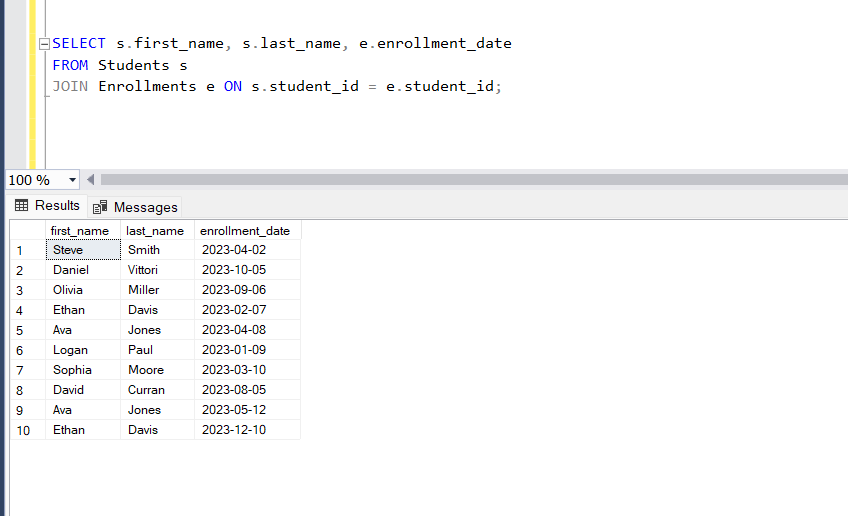 SELECT s.first_name, s.last_name, e.enrollment_date
FROM Students s
JOIN Enrollments e ON s.student_id = e.student_id;
100 %
Results Messages
first_name last_name enrollment_date
1 Steve Smith 2023-04-02
2 Daniel Vittori 2023-10-05
3 Olivia Miller 2023-09-06
4 Ethan Davis 2023-02-07
5 Ava Jones 2023-04-08
6 Logan Paul 2023-01-09
7 Sophia Moore 2023-03-10
8 David Curran 2023-08-05
9 Ava Jones 2023-05-12
10 Ethan Davis 2023-12-10